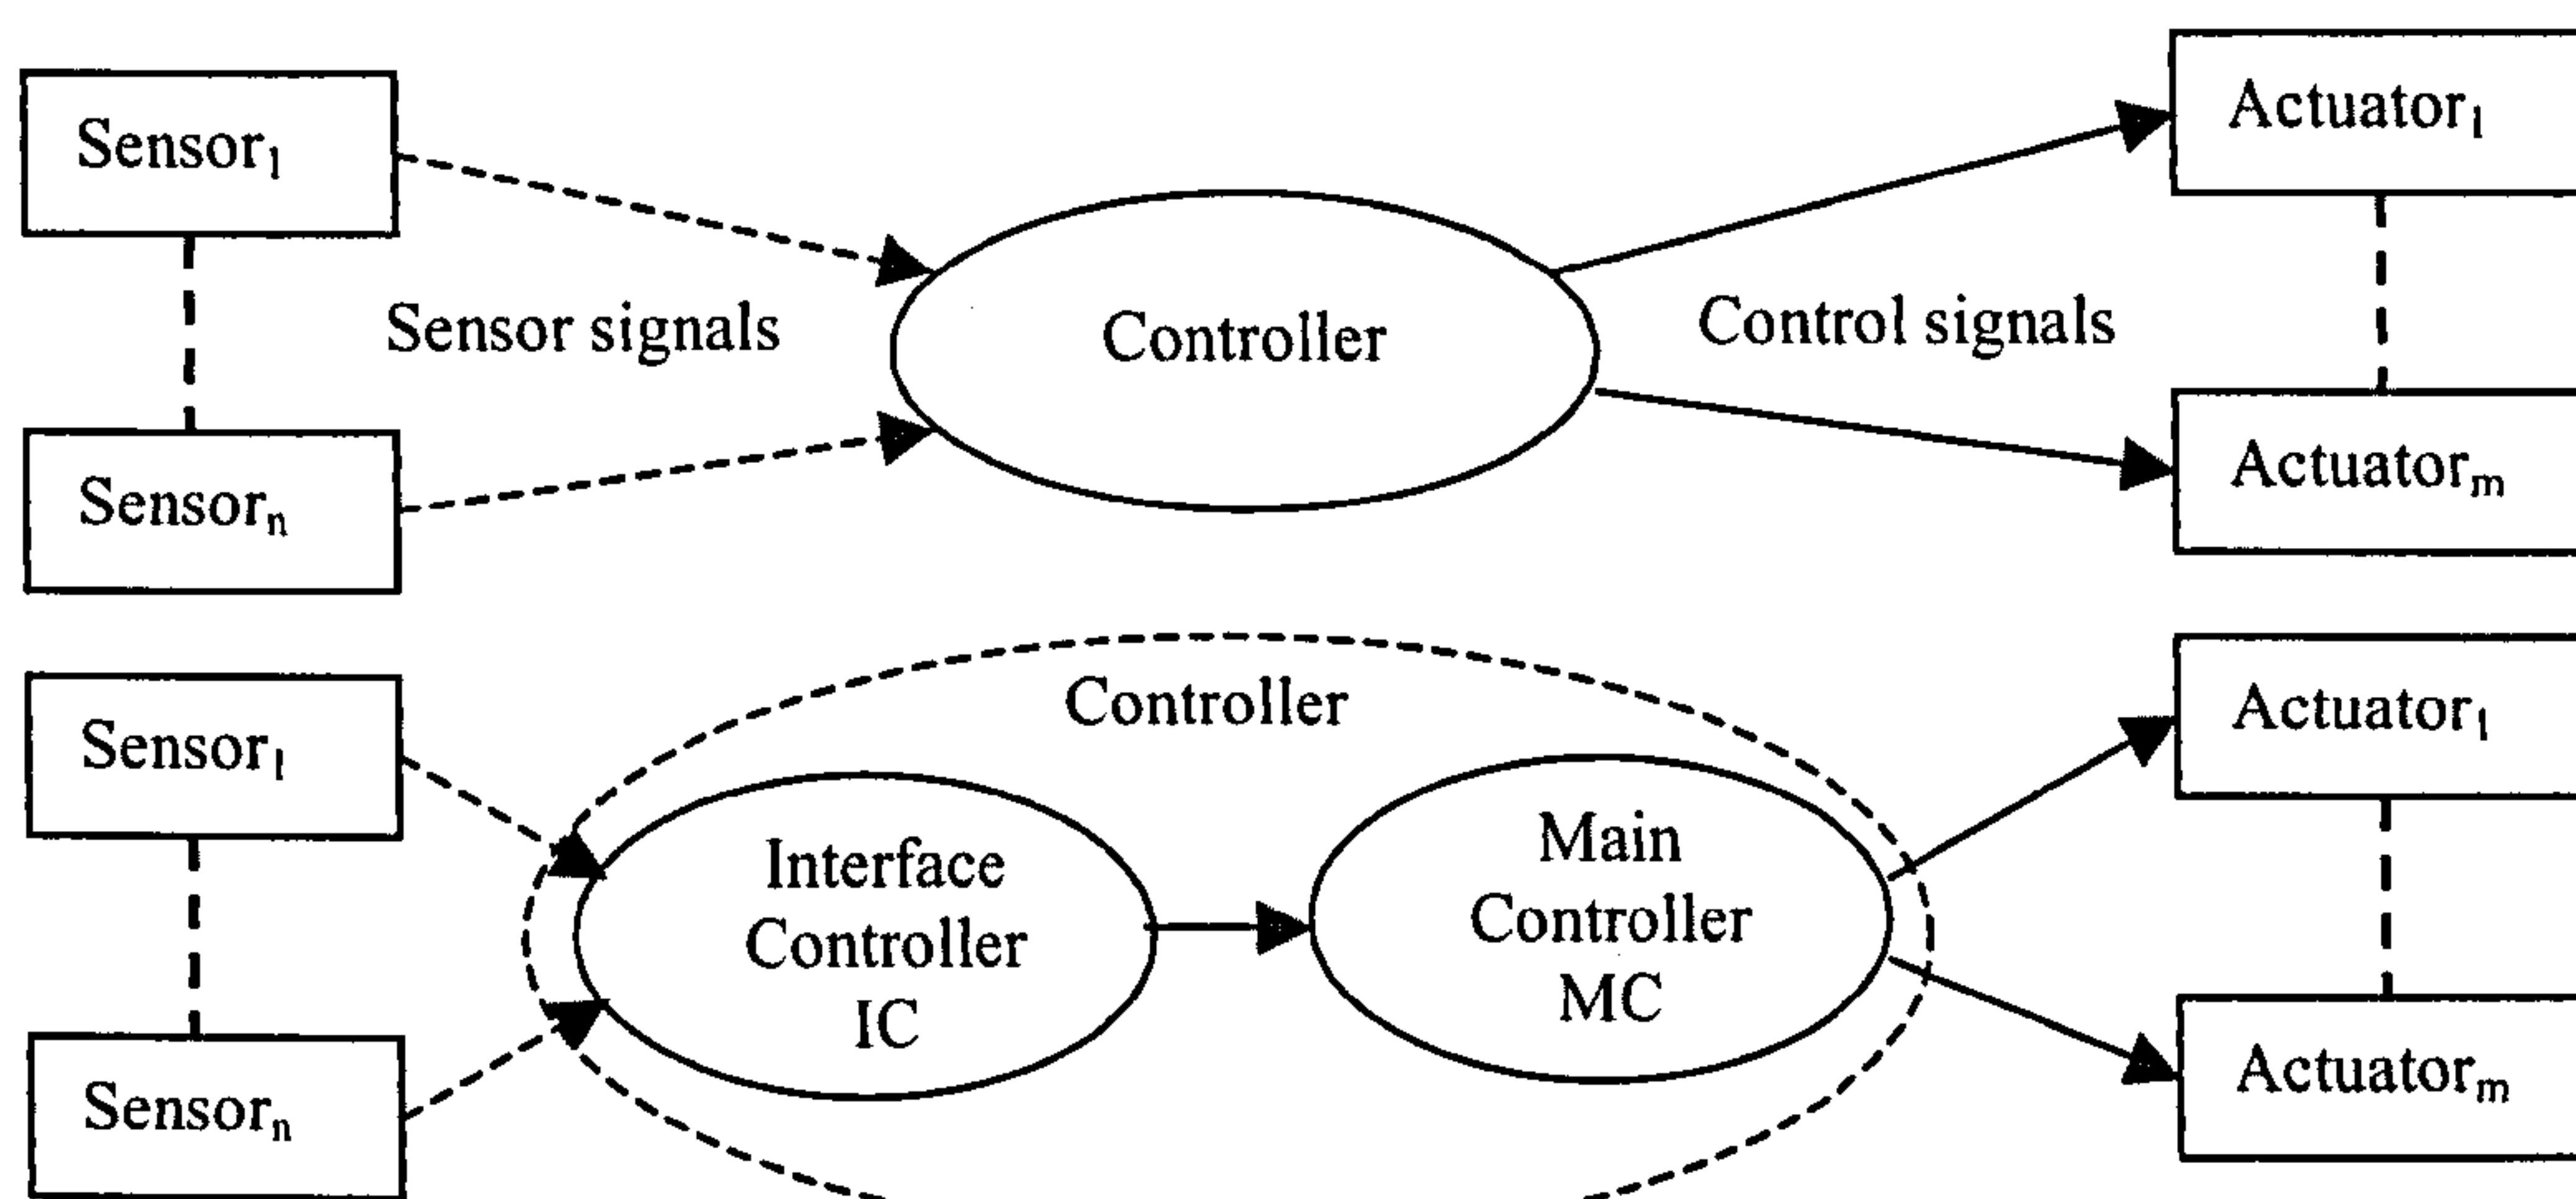 Sensor₁
Actuator₁
Sensor signals
Controller
Control signals
Sensorₙ
Actuatorₘ
Controller
Sensor₁
Actuator₁
Interface
Controller
IC
Main
Controller
MC
Sensorₙ
Actuatorₘ